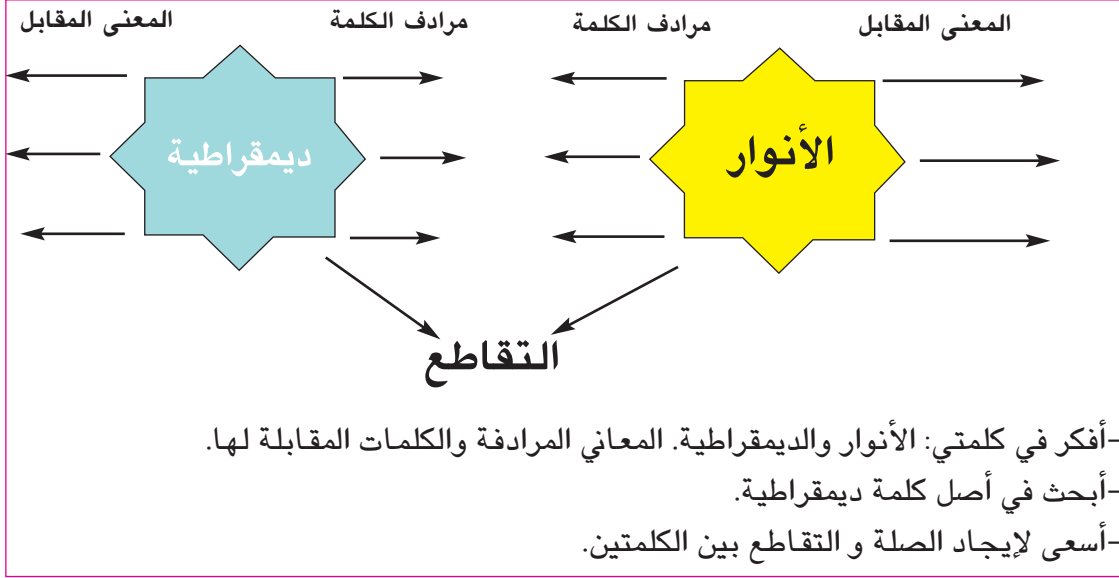 المعنى المقابل مرادف الكلمة مرادف الكلمة المعنى المقابل
الأنوار ديمقراطية
التقاطع
-أفكر في كلمتي: الأنوار والديمقراطية. المعاني المرادفة والكلمات المقابلة لها.
-أبحث في أصل كلمة ديمقراطية.
-أسعى لإيجاد الصلة و التقاطع بين الكلمتين.